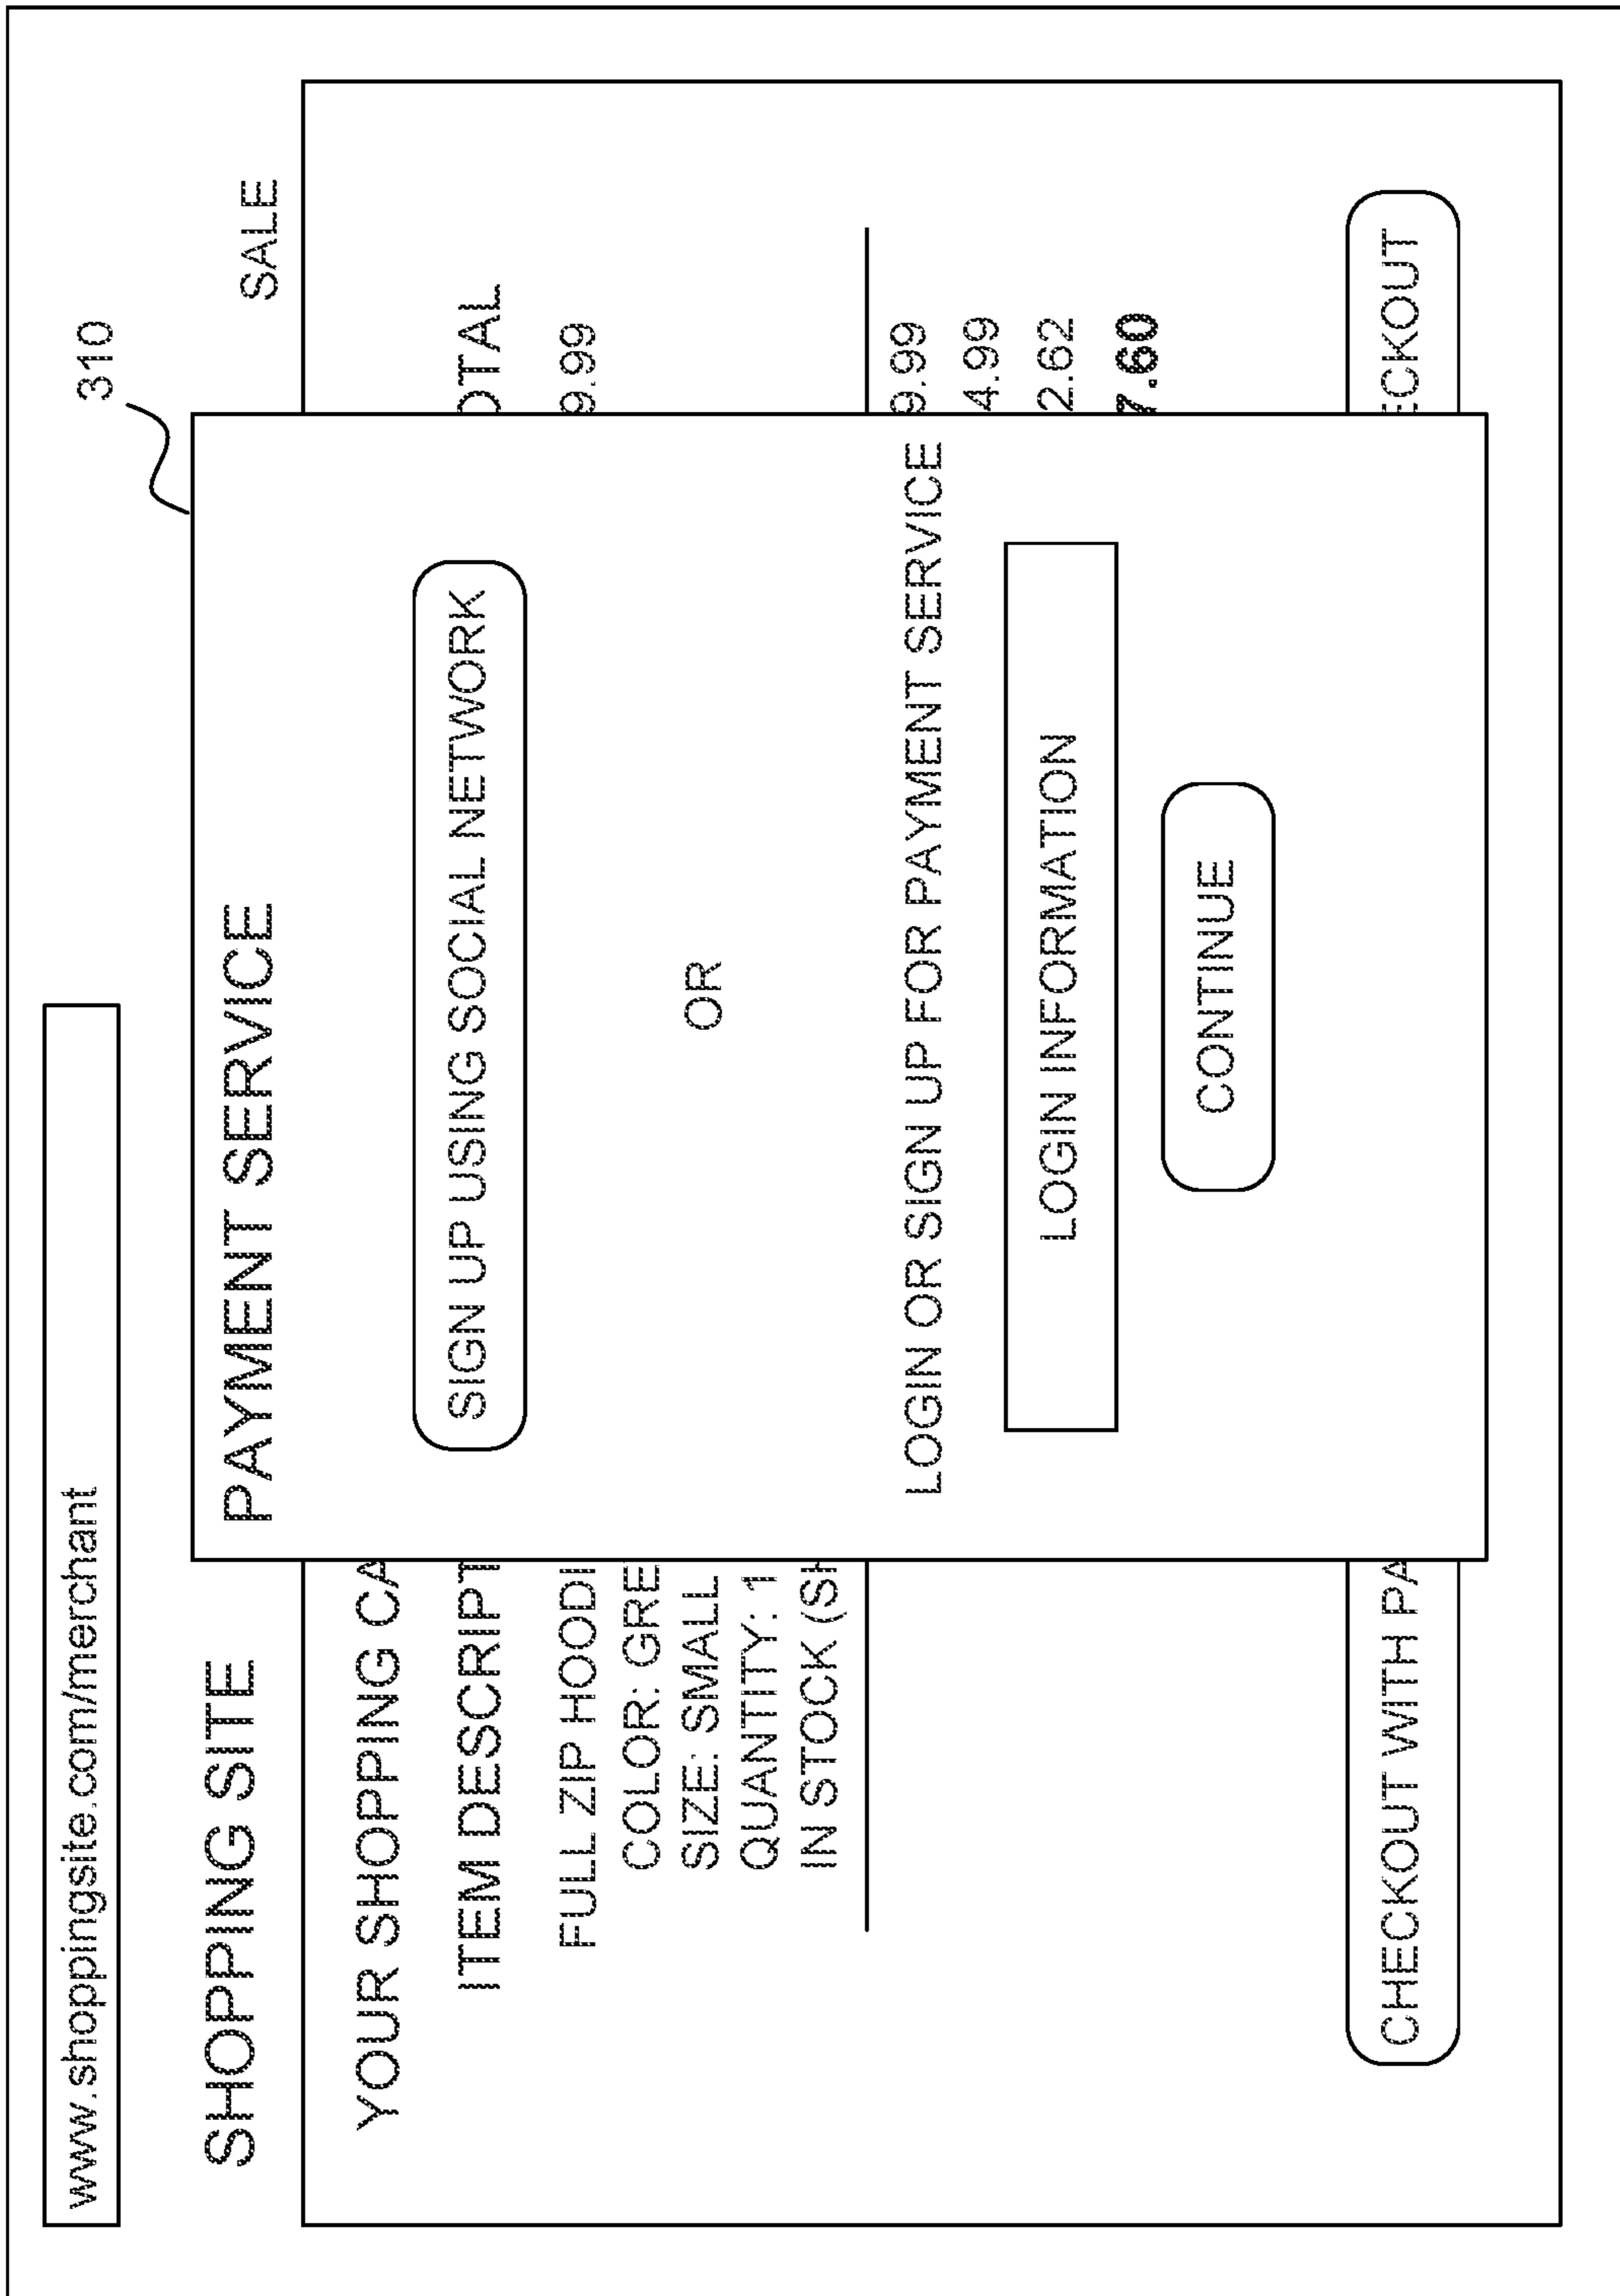 www.shoppingsite.com/merchant
310
SHOPPING SITE
SALE
PAYMENT SERVICE
YOUR SHOPPING CA
ITEM DESCRIPT
OTAL
SIGN UP USING SOCIAL NETWORK
FULL ZIP HOODI
9.99
COLOR: GRE
SIZE: SMALL
OR
QUANTITY: 1
IN STOCK (SH
9.99
LOGIN OR SIGN UP FOR PAYMENT SERVICE
4.99
LOGIN INFORMATION
2.62
7.60
CONTINUE
CHECKOUT WITH PA
ECKOUT